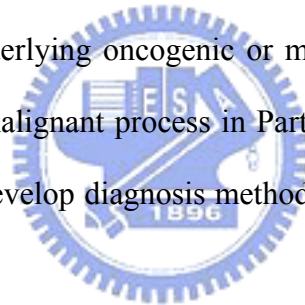 erlying oncogenic or m
E S
alignant process in Part
evelop diagnosis method
1896